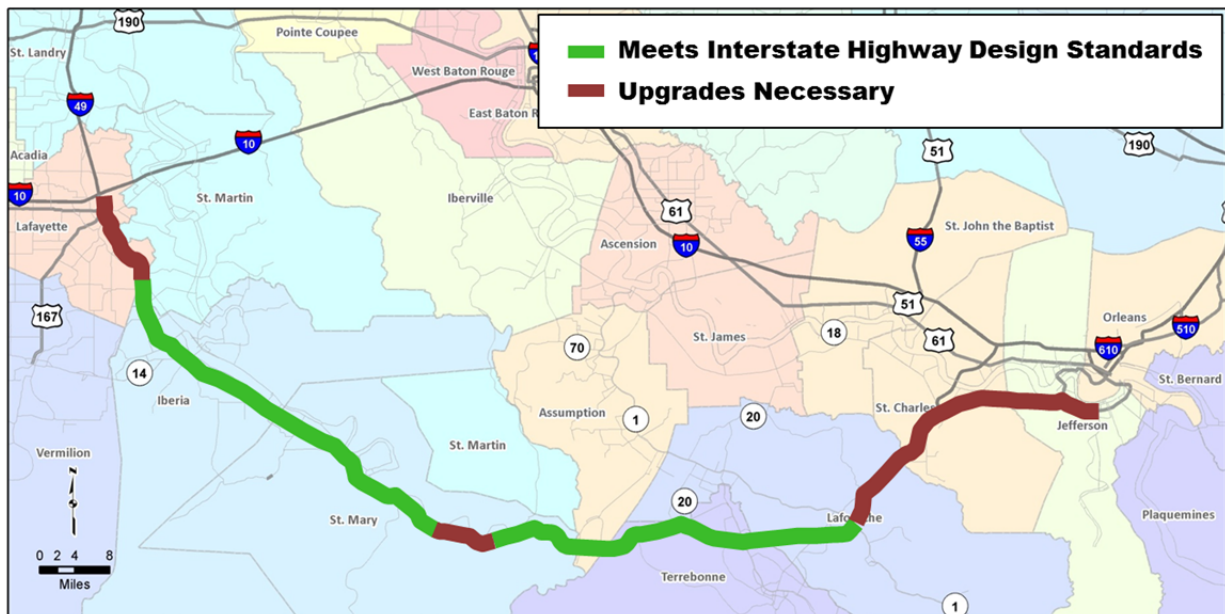 Meets Interstate Highway Design Standards
Upgrades Necessary
190
St. Landry
Pointe Coupee
West Baton Rouge
East Baton R
49
10
51
190
Acadia
10
St. Martin
Iberville
61
Lafayette
Ascension
10
55
St. John the Baptist
167
51
Orleans
510
70
St. James
18
61
610
14
St. Bernard
Iberia
Assumption
1
20
St. Charles
Jefferson
St. Martin
Vermilion
N
20
St. Mary
Plaquemines
0 2 4 8
Miles
Terrebonne
1